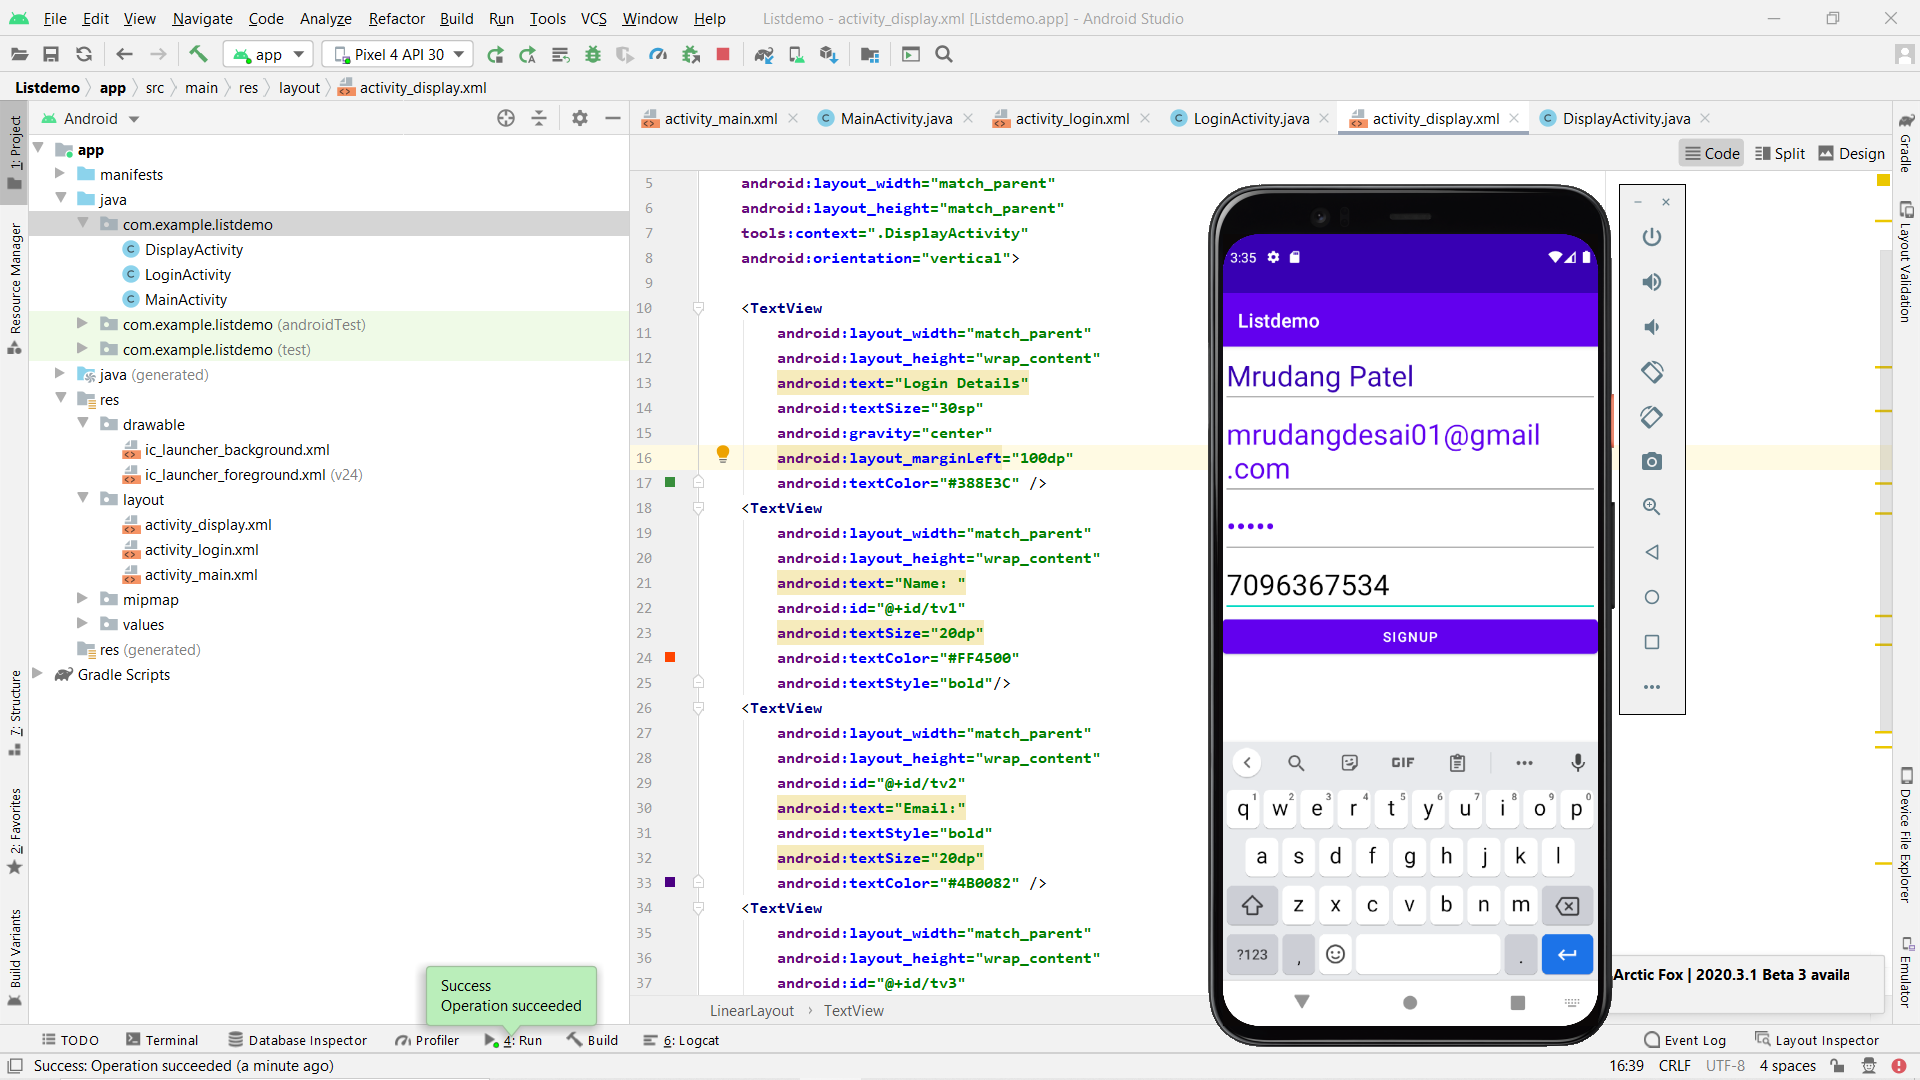 File Edit View Navigate Code Analyze Refactor Build Run Tools VCS Window Help Listdemo - activity_display.xml [Listdemo.app] - Android Studio
app Pixel 4 API 30
Listdemo app src main res layout activity_display.xml
Android
activity_main.xml MainActivity.java activity_login.xml LoginActivity.java activity_display.xml DisplayActivity.java
Code Split Design
1: Project
Resource Manager
7: Structure
2: Favorites
Build Variants
app
manifests
java
com.example.listdemo
DisplayActivity
LoginActivity
MainActivity
com.example.listdemo (androidTest)
com.example.listdemo (test)
java (generated)
res
drawable
ic_launcher_background.xml
ic_launcher_foreground.xml (v24)
layout
activity_display.xml
activity_login.xml
activity_main.xml
mipmap
values
res (generated)
Gradle Scripts
5 android:layout_width="match_parent"
6 android:layout_height="match_parent"
7 tools:context=".DisplayActivity"
8 android:orientation="vertical">
9
10 <TextView
11 android:layout_width="match_parent"
12 android:layout_height="wrap_content"
13 android:text="Login Details"
14 android:textSize="30sp"
15 android:gravity="center"
16 android:layout_marginLeft="100dp"
17 android:textColor="#388E3C" />
18 <TextView
19 android:layout_width="match_parent"
20 android:layout_height="wrap_content"
21 android:text="Name: "
22 android:id="@+id/tv1"
23 android:textSize="20dp"
24 android:textColor="#FF4500"
25 android:textStyle="bold"/>
26 <TextView
27 android:layout_width="match_parent"
28 android:layout_height="wrap_content"
29 android:id="@+id/tv2"
30 android:text="Email:"
31 android:textStyle="bold"
32 android:textSize="20dp"
33 android:textColor="#4B0082" />
34 <TextView
35 android:layout_width="match_parent"
36 android:layout_height="wrap_content"
37 android:id="@+id/tv3"
LinearLayout › TextView
3:35
Listdemo
Mrudang Patel
mrudangdesai01@gmail
.com
•••••
7096367534
SIGNUP
GIF
q1 w2 e3 r4 t5 y6 u7 i8 o9 p0
a s d f g h j k l
z x c v b n m
?123 , .
Gradle
Layout Validation
Device File Explorer
Emulator
Arctic Fox | 2020.3.1 Beta 3 availa
Success
Operation succeeded
TODO Terminal Database Inspector Profiler 4: Run Build 6: Logcat Event Log Layout Inspector
Success: Operation succeeded (a minute ago) 16:39 CRLF UTF-8 4 spaces